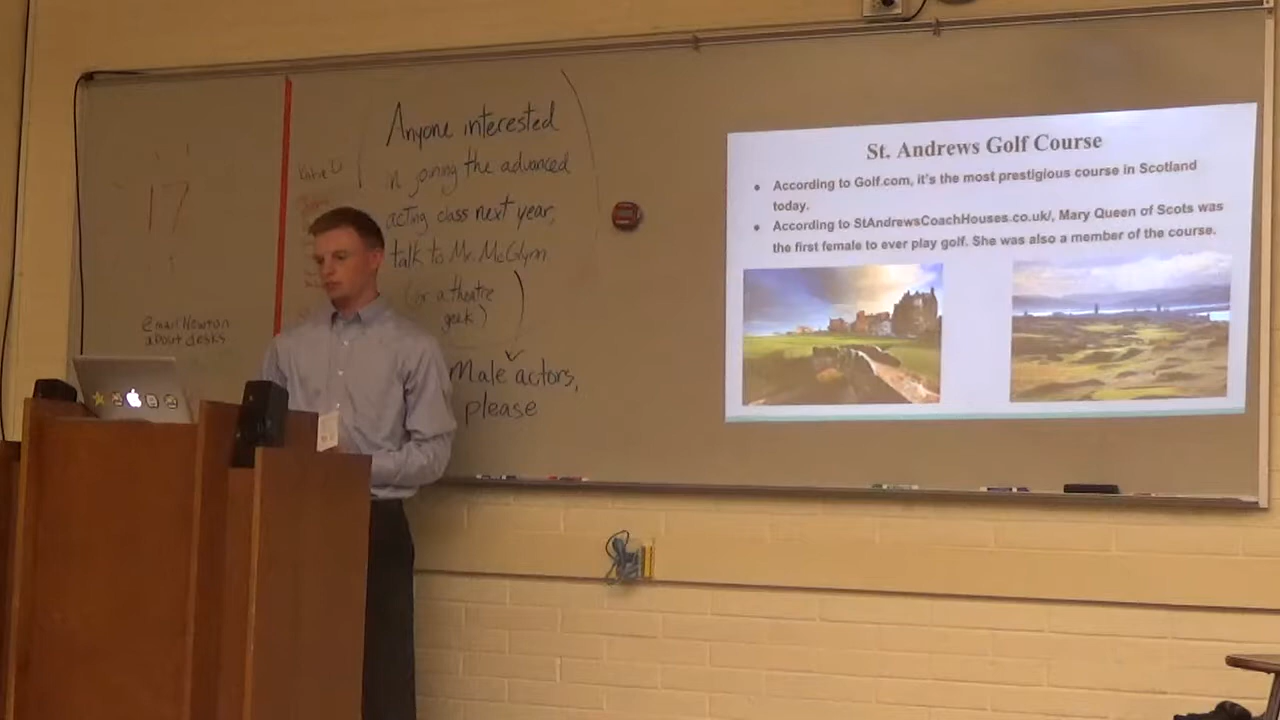 17
email Newton
about desks
Anyone interested
in joining the advanced
acting class next year,
talk to Mr. McGlynn
(or a theatre
geek)
Male actors,
please
St. Andrews Golf Course
● According to Golf.com, it's the most prestigious course in Scotland
today.
● According to StAndrewsCoachHouses.co.uk/, Mary Queen of Scots was
the first female to ever play golf. She was also a member of the course.